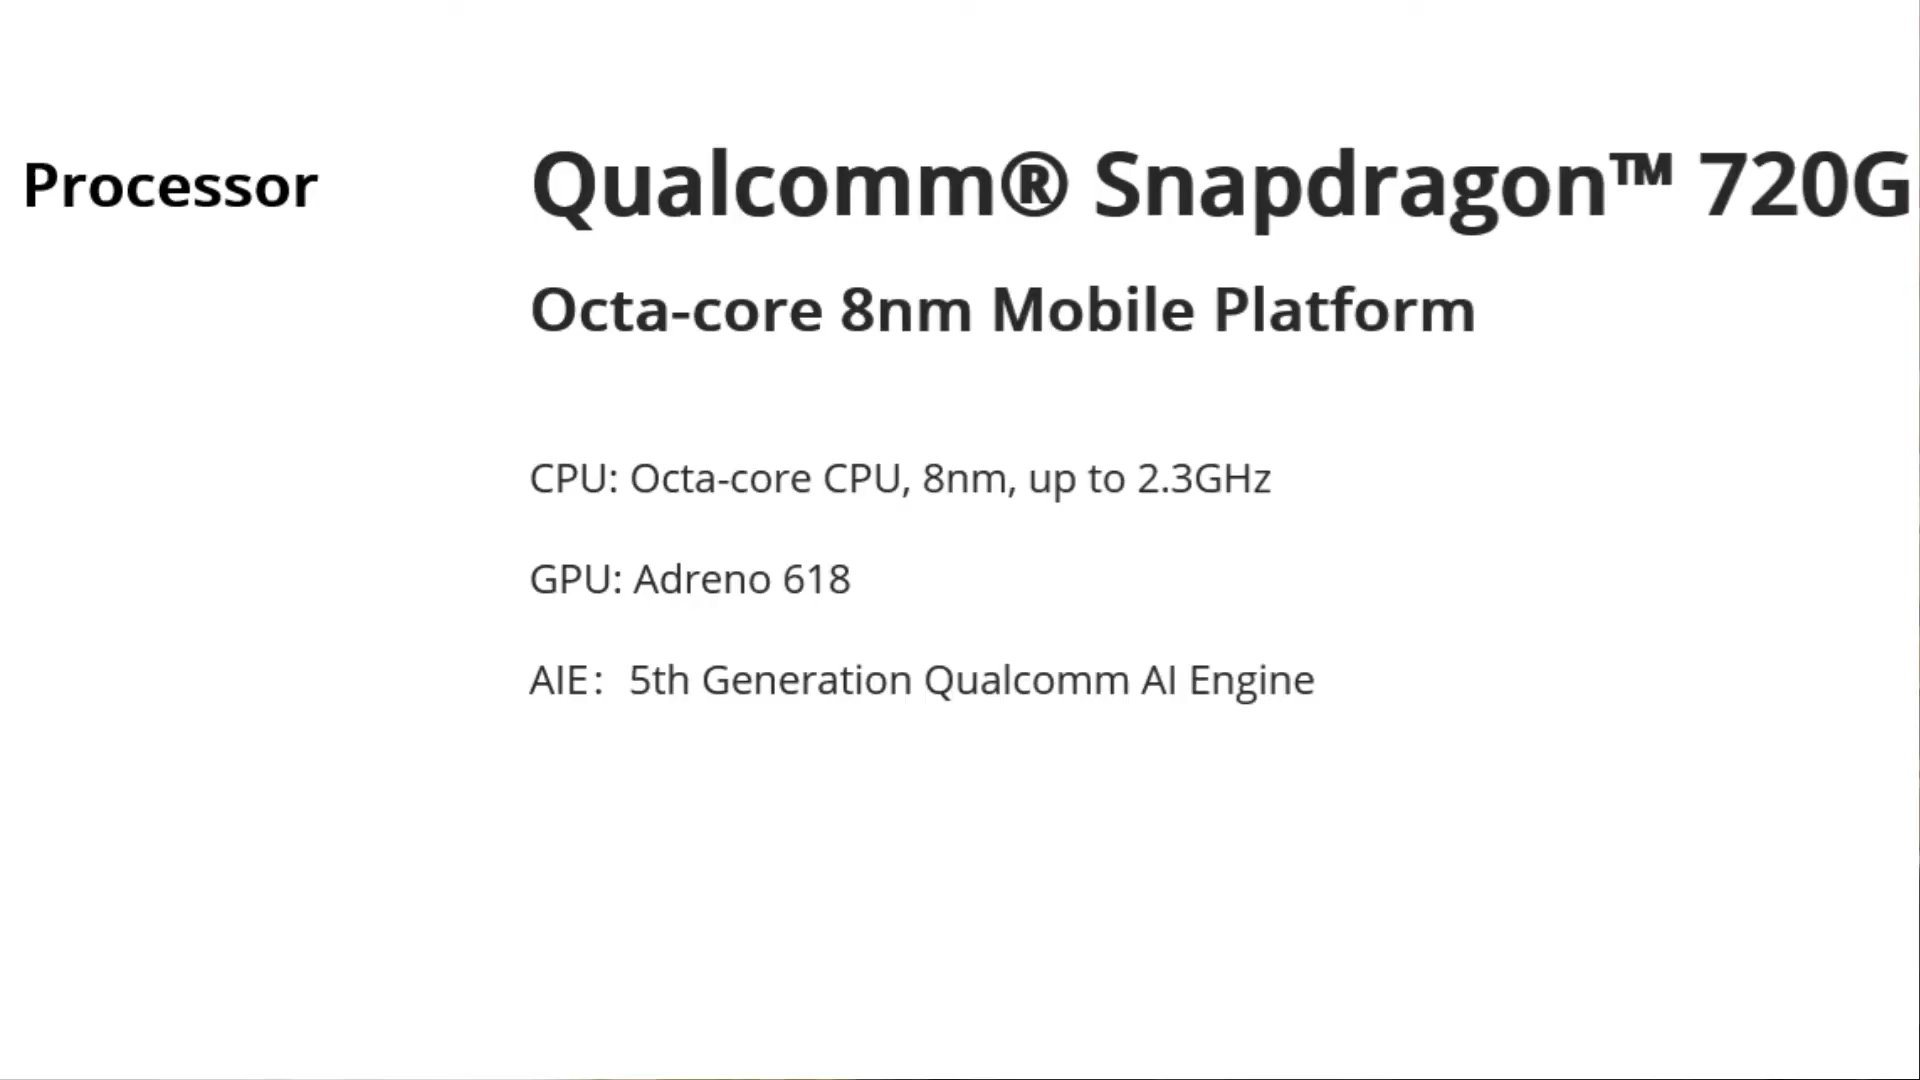 Processor
Qualcomm® Snapdragon™ 720G
Octa-core 8nm Mobile Platform
CPU: Octa-core CPU, 8nm, up to 2.3GHz
GPU: Adreno 618
AIE：5th Generation Qualcomm AI Engine